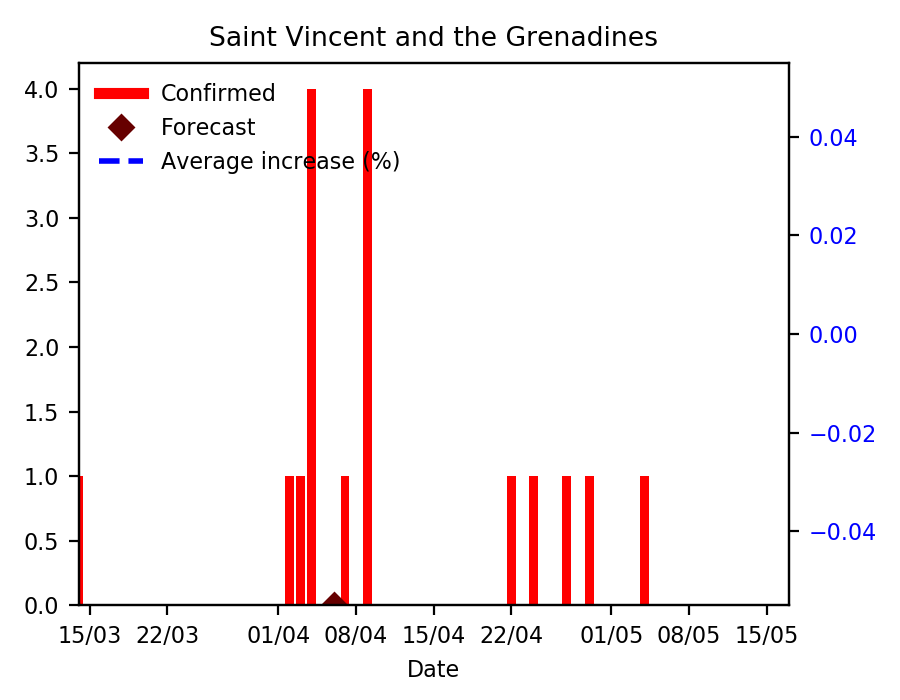 Saint Vincent and the Grenadines
Confirmed
Forecast
Average increase (%)
4.0
3.5
3.0
2.5
2.0
1.5
1.0
0.5
0.0
0.04
0.02
0.00
−0.02
−0.04
15/03 22/03 01/04 08/04 15/04 22/04 01/05 08/05 15/05
Date